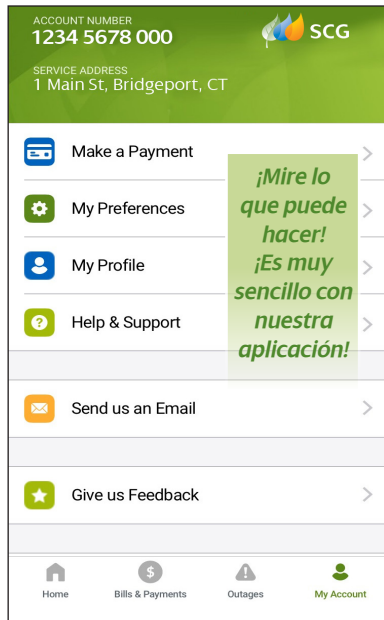 ACCOUNT NUMBER
1234 5678 000
SCG
SERVICE ADDRESS
1 Main St, Bridgeport, CT
Make a Payment
My Preferences
My Profile
Help & Support
¡Mire lo
que puede
hacer!
¡Es muy
sencillo con
nuestra
aplicación!
Send us an Email
Give us Feedback
Home
Bills & Payments
Outages
My Account